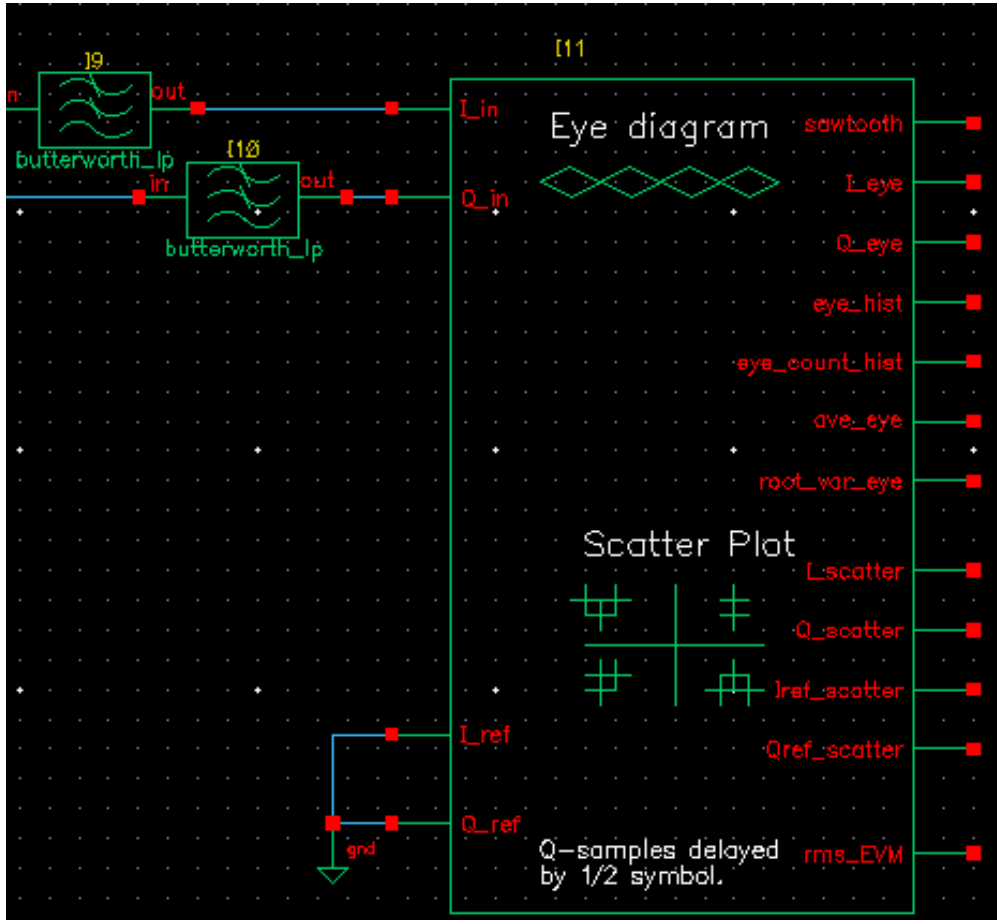 I9
I11
n
out
I_in
Eye diagram
sawtooth
butterworth_lp
I10
in
out
Q_in
I_eye
butterworth_lp
Q_eye
eye_hist
eye_count_hist
ave_eye
root_var_eye
Scatter Plot
I_scatter
Q_scatter
Iref_scatter
I_ref
Qref_scatter
Q_ref
gnd
Q-samples delayed
by 1/2 symbol.
rms_EVM